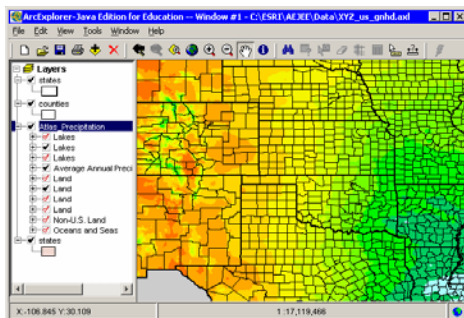 ArcExplorer-Java Edition for Education -- Window #1 - C:\ESRI\AEJEE\Data\XYZ_us_gnhd.axl
File Edit View Tools Window Help
Layers
states
counties
Atlas_Precipitation
Lakes
Lakes
Lakes
Average Annual Preci
Land
Land
Land
Land
Non-U.S. Land
Oceans and Seas
states
X:-106.845 Y:30.109
1 :17,119,466